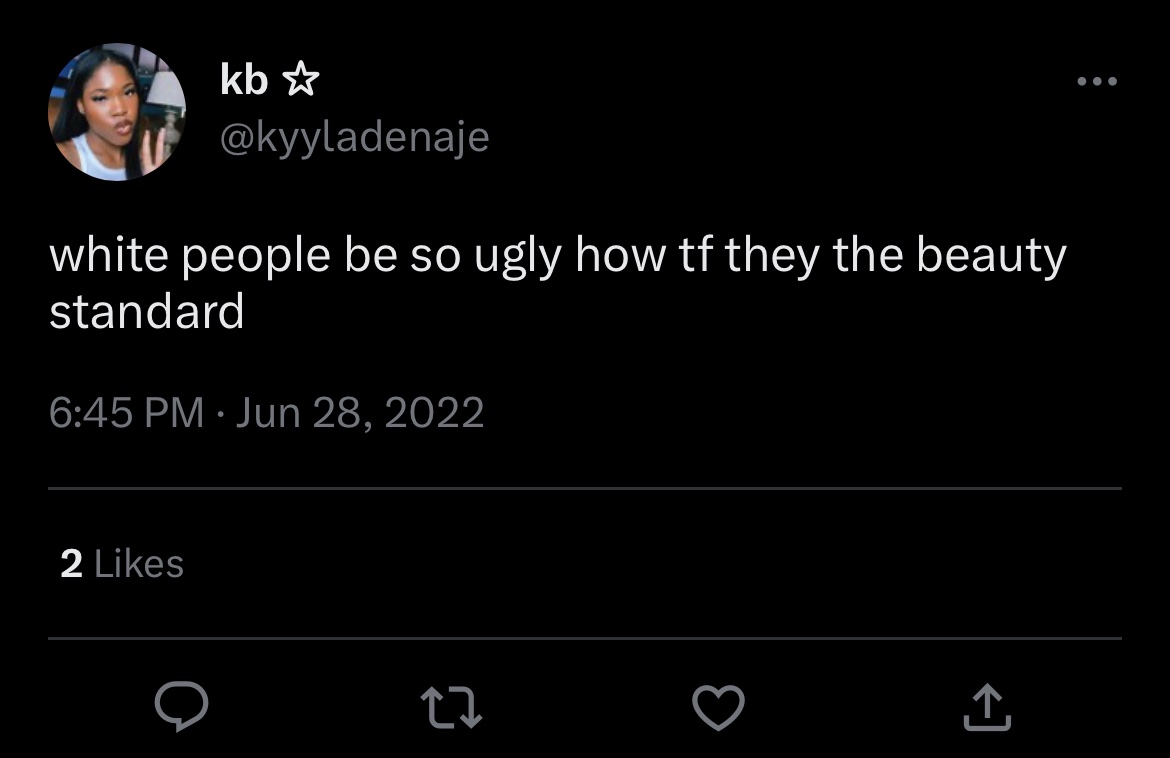 kb ☆
@kyyladenaje
white people be so ugly how tf they the beauty
standard
6:45 PM · Jun 28, 2022
2 Likes